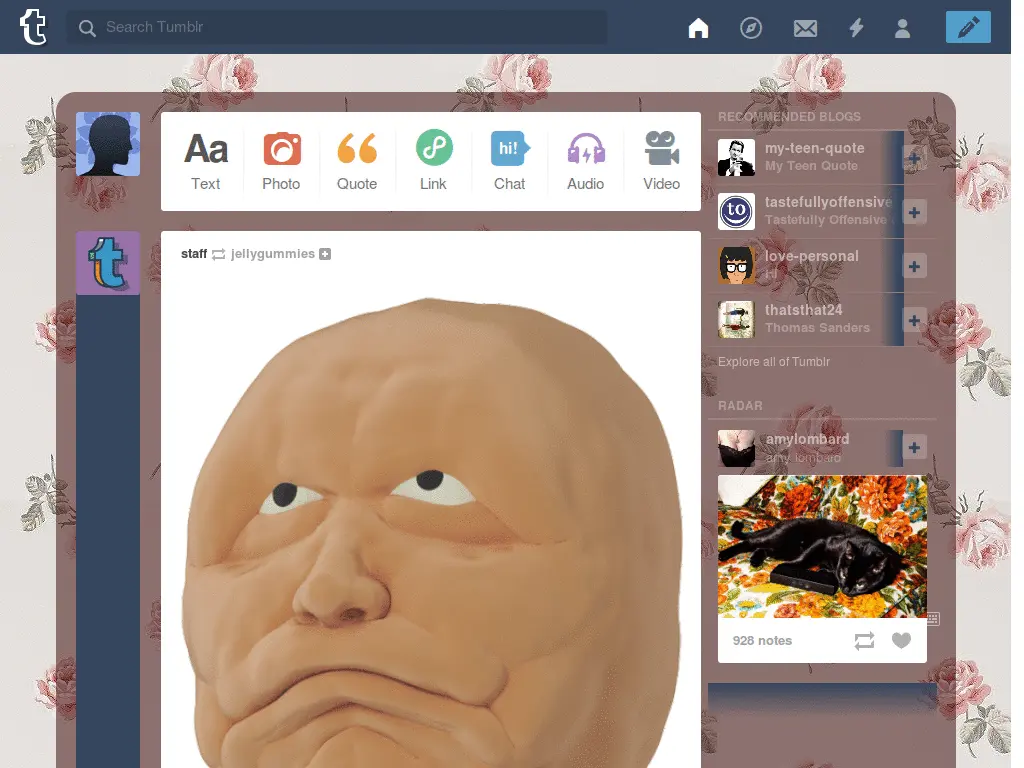 Search Tumblr
Aa
hi!
Text
Photo
Quote
Link
Chat
Audio
Video
staff jellygummies
RECOMMENDED BLOGS
my-teen-quote
My Teen Quote
to
tastefullyoffensive
Tastefully Offensive
love-personal
HI
thatsthat24
Thomas Sanders
Explore all of Tumblr
RADAR
amylombard
amy lombard
928 notes